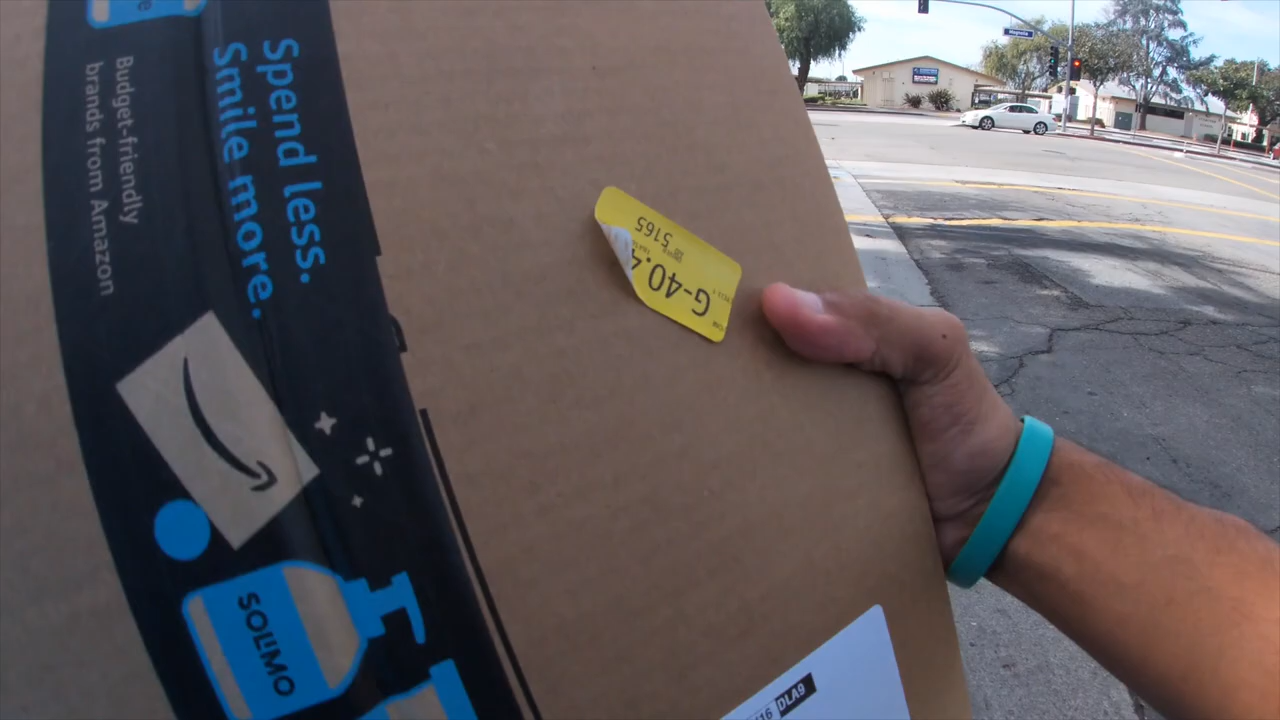 Spend less.
Smile more.
Budget-friendly
brands from Amazon
SOLIMO
5165
G-40.4
DLA9
Magnolia